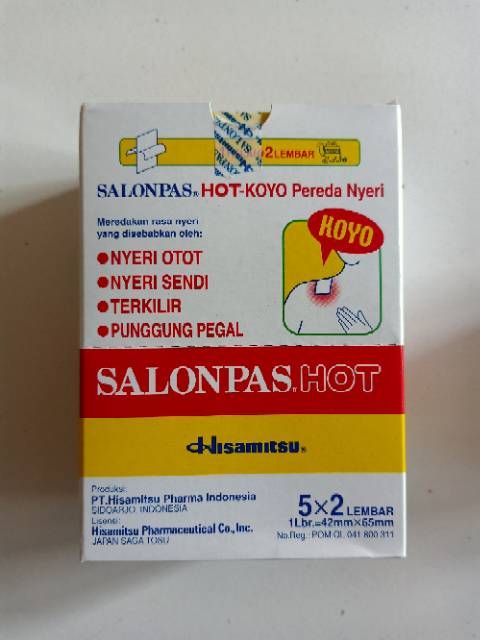 2 LEMBAR
SALONPAS® HOT-KOYO Pereda Nyeri
Meredakan rasa nyeri
yang disebabkan oleh:
KOYO
●NYERI OTOT
●NYERI SENDI
●TERKILIR
●PUNGGUNG PEGAL
SALONPAS®HOT
Hisamitsu®
Produksi:
PT.Hisamitsu Pharma Indonesia
SIDOARJO, INDONESIA
Lisensi:
Hisamitsu Pharmaceutical Co., Inc.
JAPAN SAGA TOSU
5×2 LEMBAR
1Lbr.=42mm×65mm
No.Reg.: POM QL 041 800 311